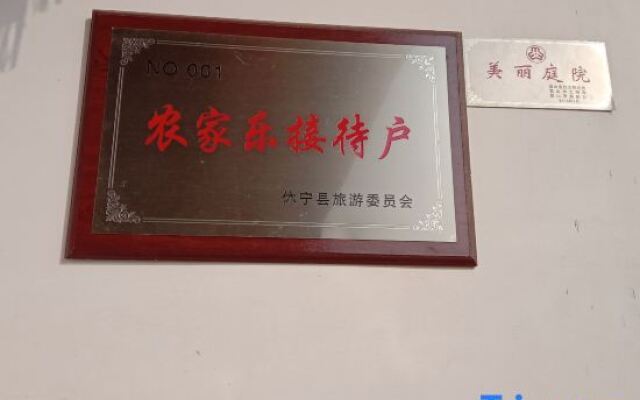 NO 001
农家乐接待户
休宁县旅游委员会
美丽庭院